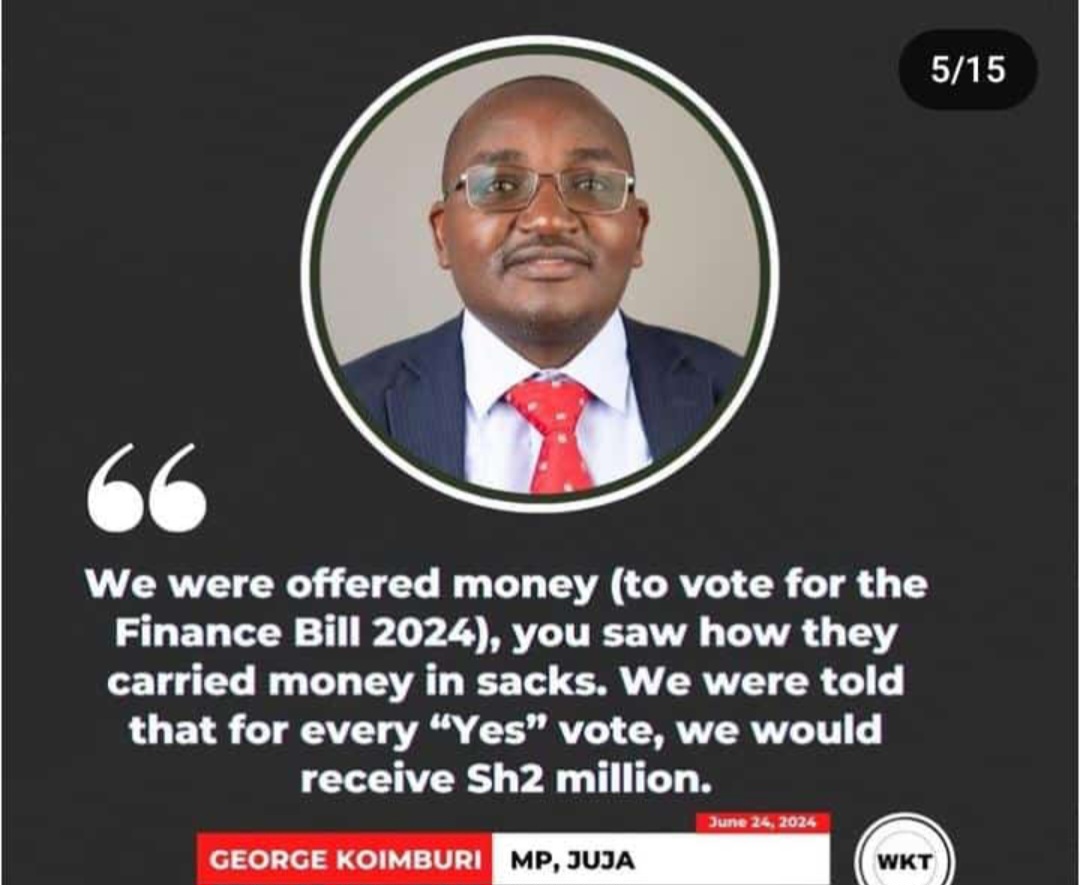 5/15
We were offered money (to vote for the
Finance Bill 2024), you saw how they
carried money in sacks. We were told
that for every “Yes” vote, we would
receive Sh2 million.
June 24, 2024
GEORGE KOIMBURI MP, JUJA
WKT